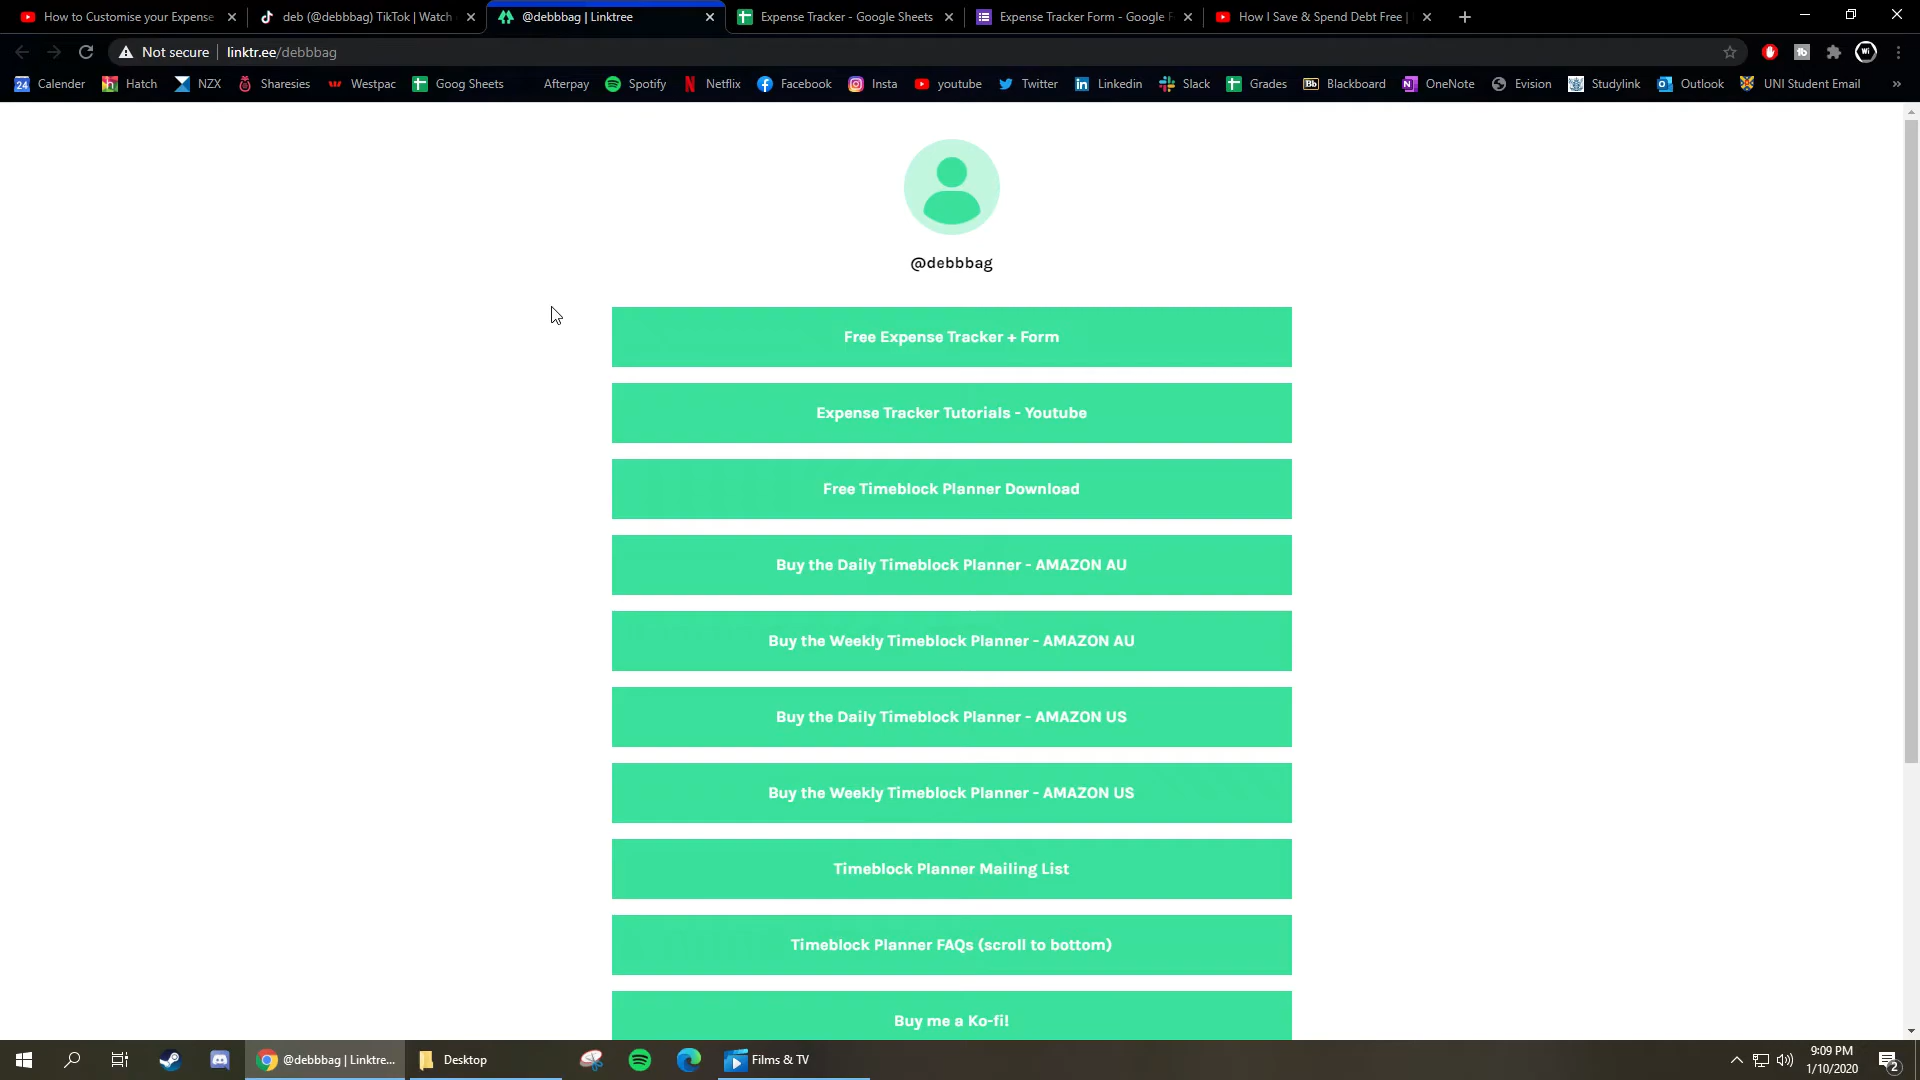 How to Customise your Expense
deb (@debbbag) TikTok | Watch
@debbbag | Linktree
Expense Tracker - Google Sheets
Expense Tracker Form - Google F
How I Save & Spend Debt Free |
Not secure
linktr.ee/debbbag
24 Calender
Hatch
NZX
Sharesies
Westpac
Goog Sheets
Afterpay
Spotify
Netflix
Facebook
Insta
youtube
Twitter
Linkedin
Slack
Grades
Bb Blackboard
OneNote
Evision
Studylink
Outlook
UNI Student Email
@debbbag
Free Expense Tracker + Form
Expense Tracker Tutorials - Youtube
Free Timeblock Planner Download
Buy the Daily Timeblock Planner - AMAZON AU
Buy the Weekly Timeblock Planner - AMAZON AU
Buy the Daily Timeblock Planner - AMAZON US
Buy the Weekly Timeblock Planner - AMAZON US
Timeblock Planner Mailing List
Timeblock Planner FAQs (scroll to bottom)
Buy me a Ko-fi!
@debbbag | Linktre...
Desktop
Films & TV
9:09 PM
1/10/2020
2